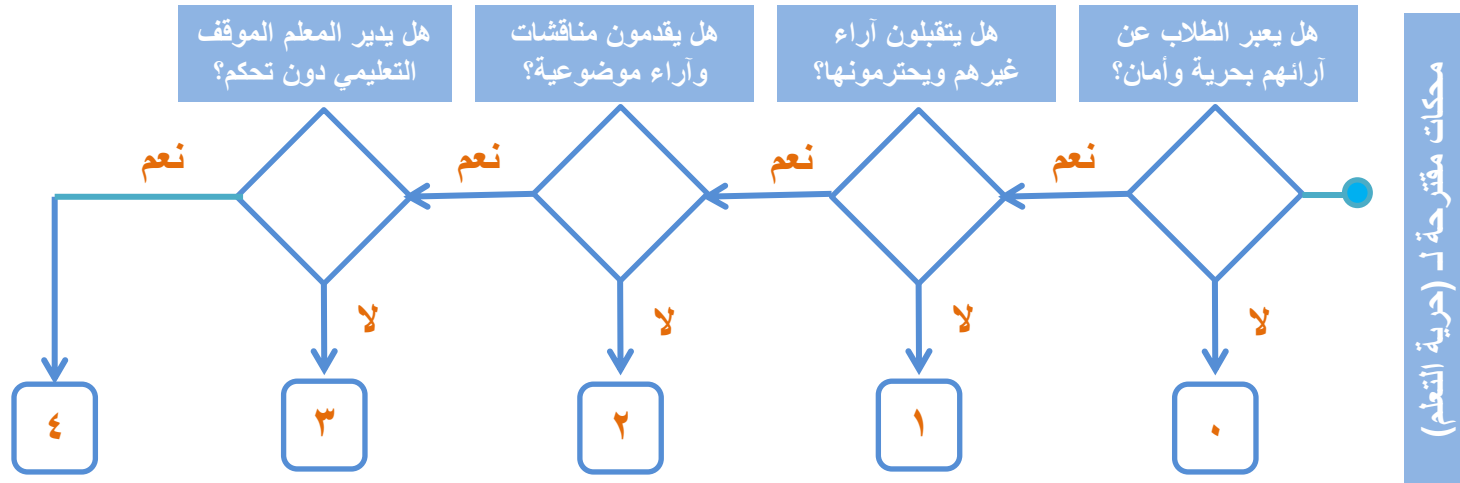 محكات مقترحة لـ (حرية التعلم)
هل يعبر الطلاب عن
آرائهم بحرية وأمان؟
هل يتقبلون آراء
غيرهم ويحترمونها؟
هل يقدمون مناقشات
وآراء موضوعية؟
هل يدير المعلم الموقف
التعليمي دون تحكم؟
نعم
نعم
نعم
نعم
لا
لا
لا
لا
٠
١
٢
٣
٤